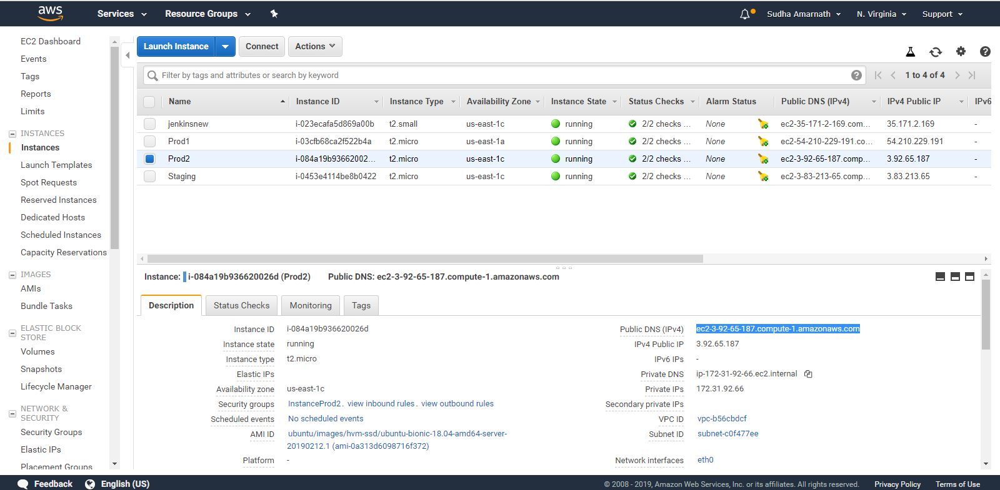 aws Services Resource Groups Sudha Amarnath N. Virginia Support
EC2 Dashboard
Events
Tags
Reports
Limits
INSTANCES
Instances
Launch Templates
Spot Requests
Reserved Instances
Dedicated Hosts
Scheduled Instances
Capacity Reservations
IMAGES
AMIs
Bundle Tasks
ELASTIC BLOCK
STORE
Volumes
Snapshots
Lifecycle Manager
NETWORK &
SECURITY
Security Groups
Elastic IPs
Placement Groups
Launch Instance Connect Actions
Filter by tags and attributes or search by keyword 1 to 4 of 4
Name Instance ID Instance Type Availability Zone Instance State Status Checks Alarm Status Public DNS (IPv4) IPv4 Public IP IPv6
jenkinsnew i-023ecafa5d869a00b t2.small us-east-1c running 2/2 checks ... None ec2-35-171-2-169.com... 35.171.2.169 -
Prod1 i-03cfb68ca2f522b4a t2.micro us-east-1a running 2/2 checks ... None ec2-54-210-229-191.co... 54.210.229.191 -
Prod2 i-084a19b93662002... t2.micro us-east-1c running 2/2 checks ... None ec2-3-92-65-187.comp... 3.92.65.187 -
Staging i-0453e4114be8b0422 t2.micro us-east-1c running 2/2 checks ... None ec2-3-83-213-65.comp... 3.83.213.65 -
Instance: i-084a19b936620026d (Prod2) Public DNS: ec2-3-92-65-187.compute-1.amazonaws.com
Description Status Checks Monitoring Tags
Instance ID i-084a19b936620026d Public DNS (IPv4) ec2-3-92-65-187.compute-1.amazonaws.com
Instance state running IPv4 Public IP 3.92.65.187
Instance type t2.micro IPv6 IPs -
Elastic IPs Private DNS ip-172-31-92-66.ec2.internal
Availability zone us-east-1c Private IPs 172.31.92.66
Security groups InstanceProd2. view inbound rules. view outbound rules Secondary private IPs
Scheduled events No scheduled events VPC ID vpc-b56cbdcf
AMI ID ubuntu/images/hvm-ssd/ubuntu-bionic-18.04-amd64-server- Subnet ID subnet-c0f477ee
20190212.1 (ami-0a313d6098716f372)
Platform - Network interfaces eth0
Feedback English (US) © 2008 - 2019, Amazon Web Services, Inc. or its affiliates. All rights reserved. Privacy Policy Terms of Use